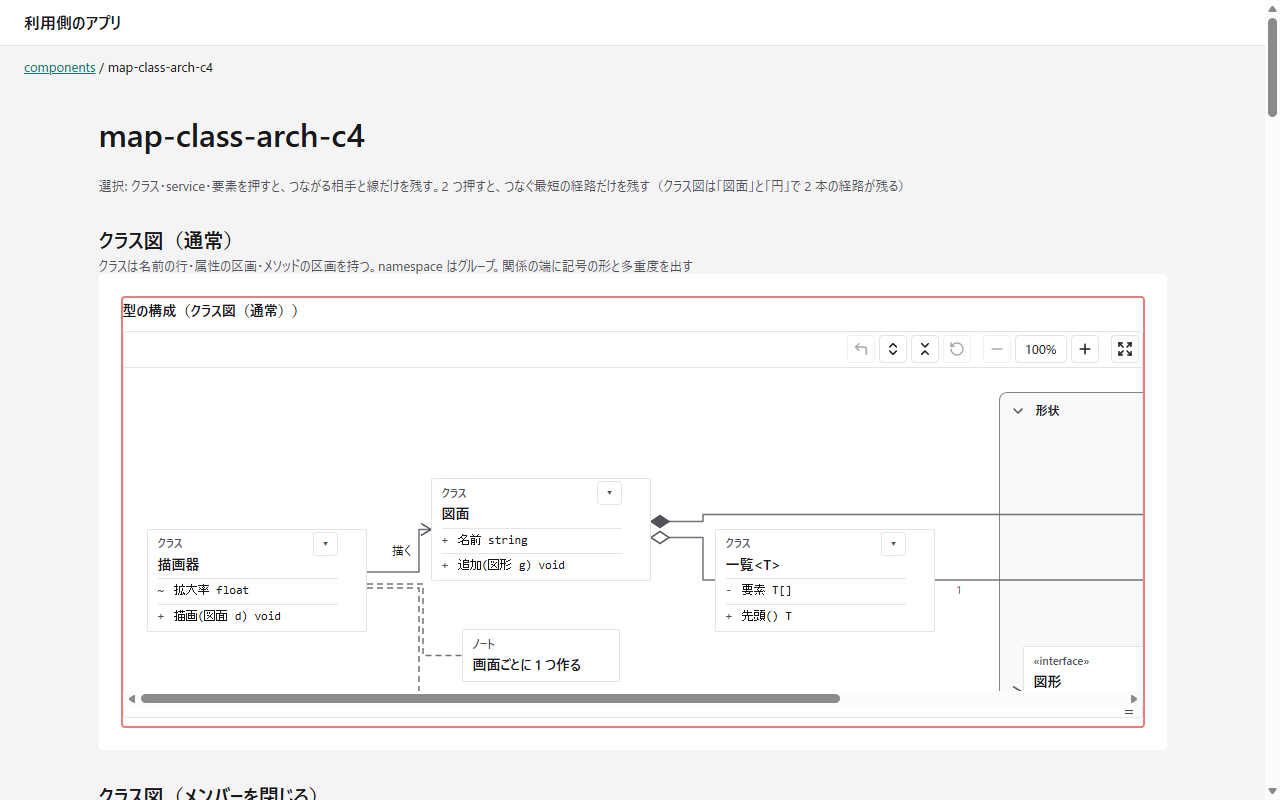 利用側のアプリ
components / map-class-arch-c4
map-class-arch-c4
選択: クラス・service・要素を押すと、つながる相手と線だけを残す。2 つ押すと、つなぐ最短の経路だけを残す（クラス図は「図面」と「円」で 2 本の経路が残る）
クラス図（通常）
クラスは名前の行・属性の区画・メソッドの区画を持つ。namespace はグループ。関係の端に記号の形と多重度を出す
型の構成（クラス図（通常））
100%
形状
クラス
図面
+ 名前 string
+ 追加(図形 g) void
クラス
描画器
~ 拡大率 float
+ 描画(図面 d) void
描く
クラス
一覧<T>
- 要素 T[]
+ 先頭() T
1
ノート
画面ごとに 1 つ作る
«interface»
図形
クラス図（メンバーを閉じる）